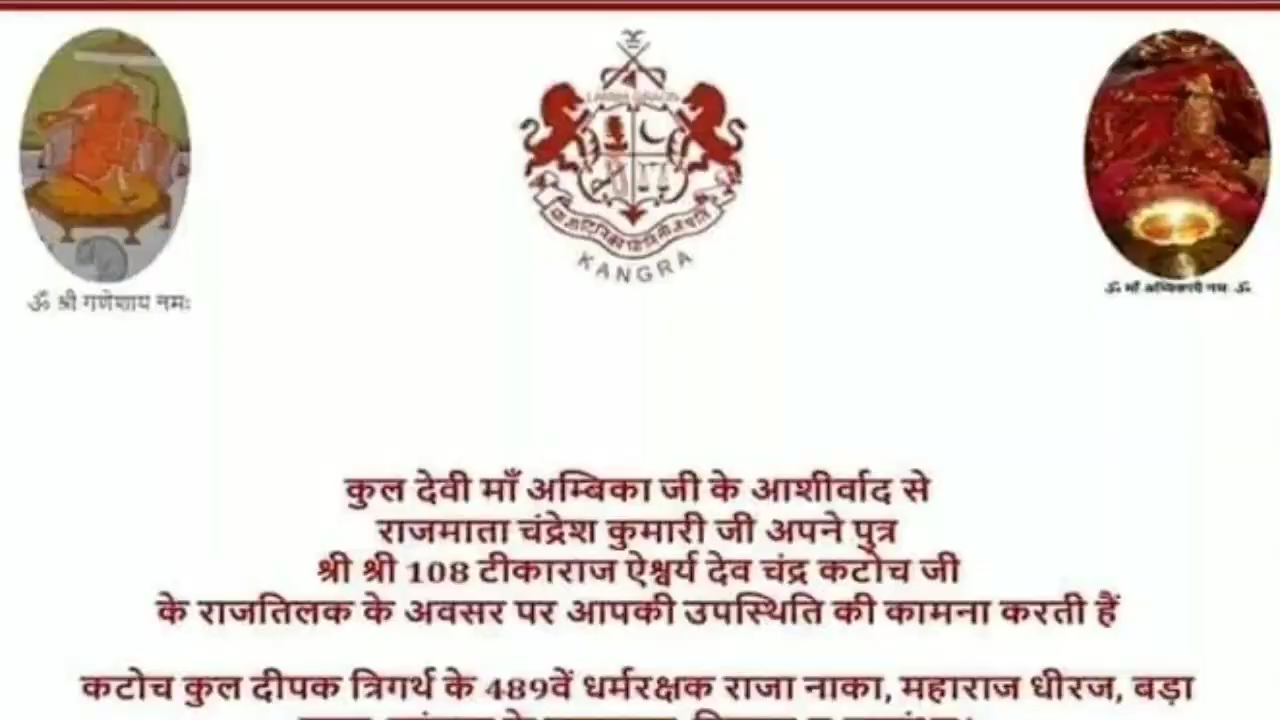 KANGRA
ॐ श्री गणेशाय नमः
कुल देवी माँ अम्बिका जी के आशीर्वाद से
राजमाता चंद्रेश कुमारी जी अपने पुत्र
श्री श्री 108 टीकाराज ऐश्वर्य देव चंद्र कटोच जी
के राजतिलक के अवसर पर आपकी उपस्थिति की कामना करती हैं
कटोच कुल दीपक त्रिगर्थ के 489वें धर्मरक्षक राजा नाका, महाराज धीरज, बड़ा